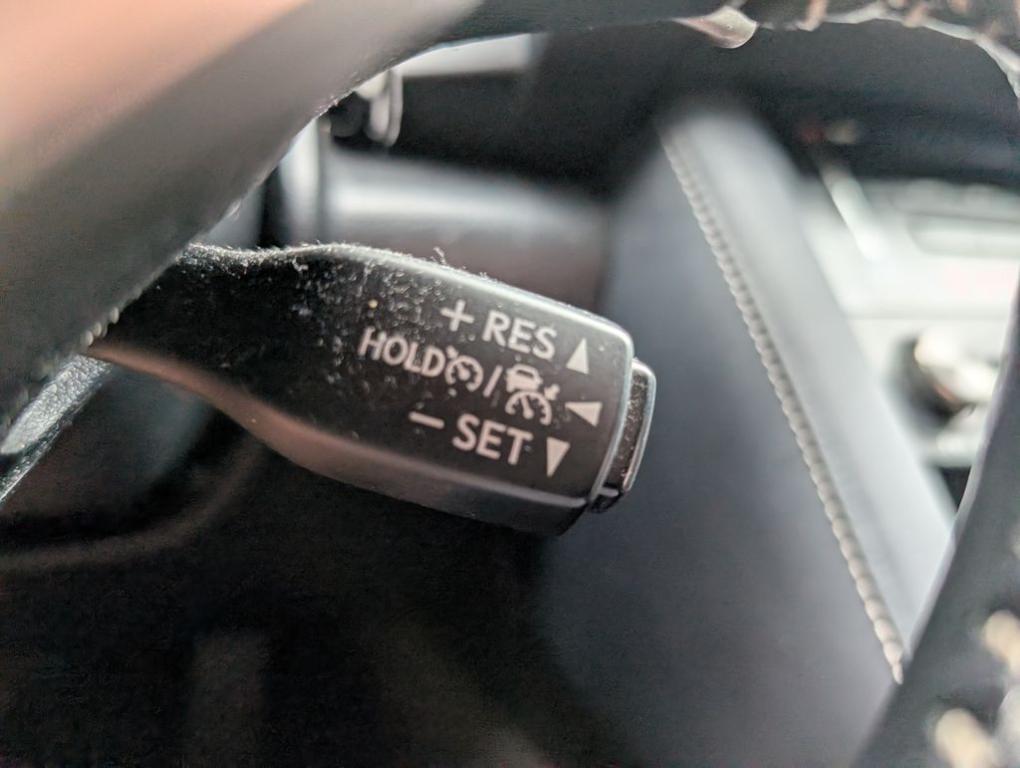 + RES
HOLD /
− SET